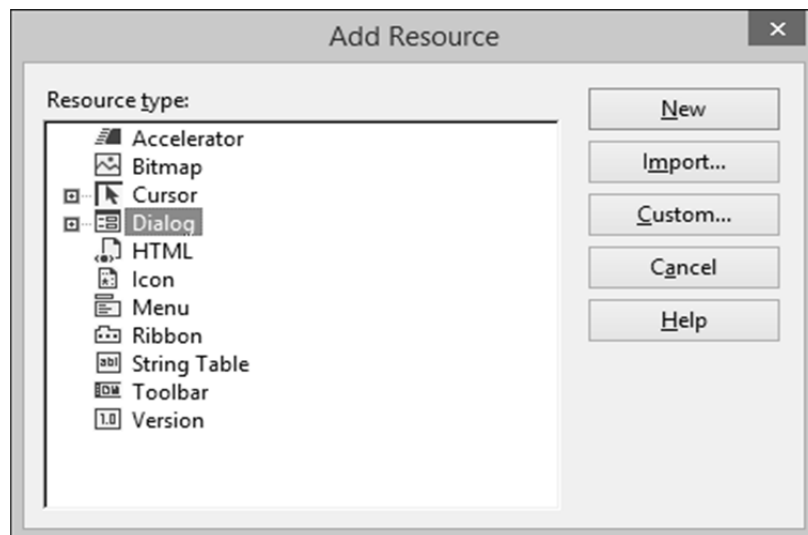 Add Resource
Resource type:
Accelerator
Bitmap
Cursor
Dialog
HTML
Icon
Menu
Ribbon
String Table
Toolbar
Version
New
Import...
Custom...
Cancel
Help